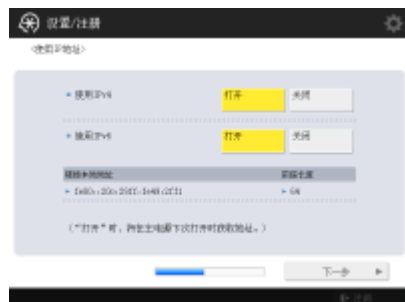 设置/注册
<使用IP地址>
使用IPv4 打开 关闭
使用IPv6 打开 关闭
链接本地地址 前缀长度
64
("打开"时,将在主电源下次打开时获取地址。)
下一步